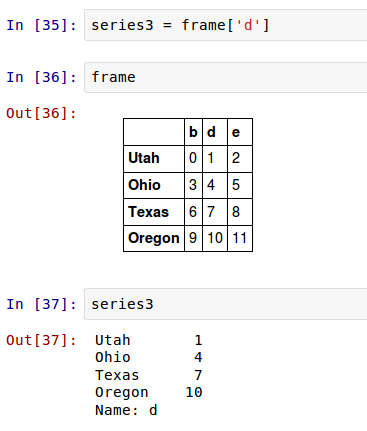 In [35]: series3 = frame['d']
In [36]: frame
Out[36]:
b d e
Utah 0 1 2
Ohio 3 4 5
Texas 6 7 8
Oregon 9 10 11
In [37]: series3
Out[37]: Utah 1
Ohio 4
Texas 7
Oregon 10
Name: d